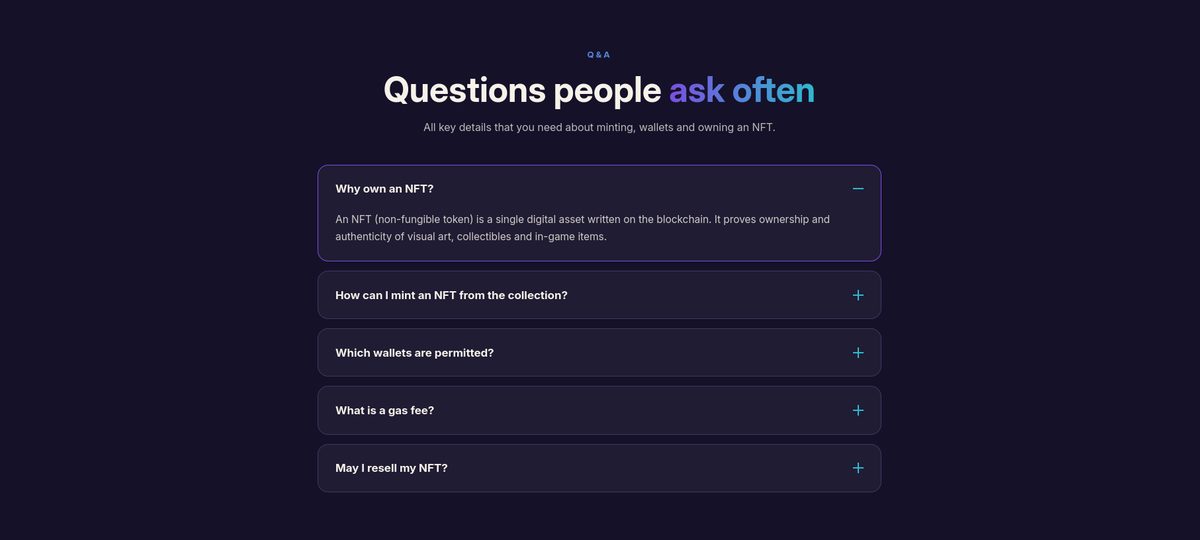 Q & A
Questions people ask often
All key details that you need about minting, wallets and owning an NFT.
Why own an NFT?
An NFT (non-fungible token) is a single digital asset written on the blockchain. It proves ownership and
authenticity of visual art, collectibles and in-game items.
How can I mint an NFT from the collection?
Which wallets are permitted?
What is a gas fee?
May I resell my NFT?